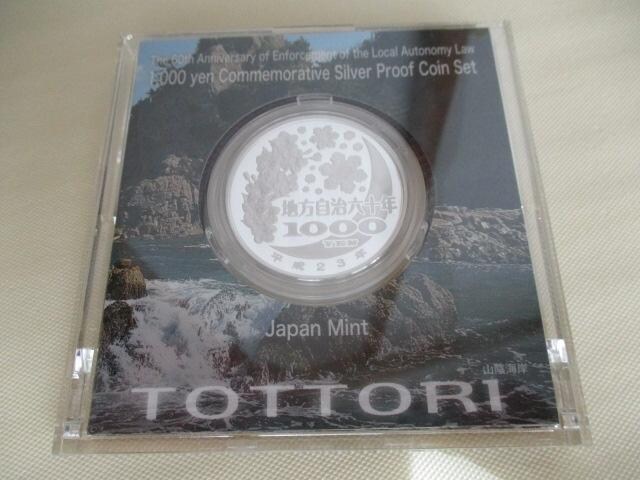 The 60th Anniversary of Enforcement of the Local Autonomy Law
1,000 yen Commemorative Silver Proof Coin Set
地方自治六十年
1000
YEN
平成23年
Japan Mint
山陰海岸
TOTTORI